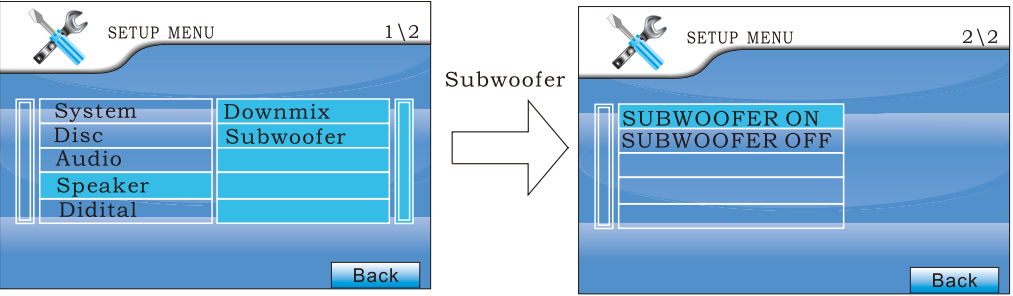 SETUP MENU 1\2
System Downmix
Disc Subwoofer
Audio
Speaker
Didital
Back
Subwoofer
SETUP MENU 2\2
SUBWOOFER ON
SUBWOOFER OFF
Back